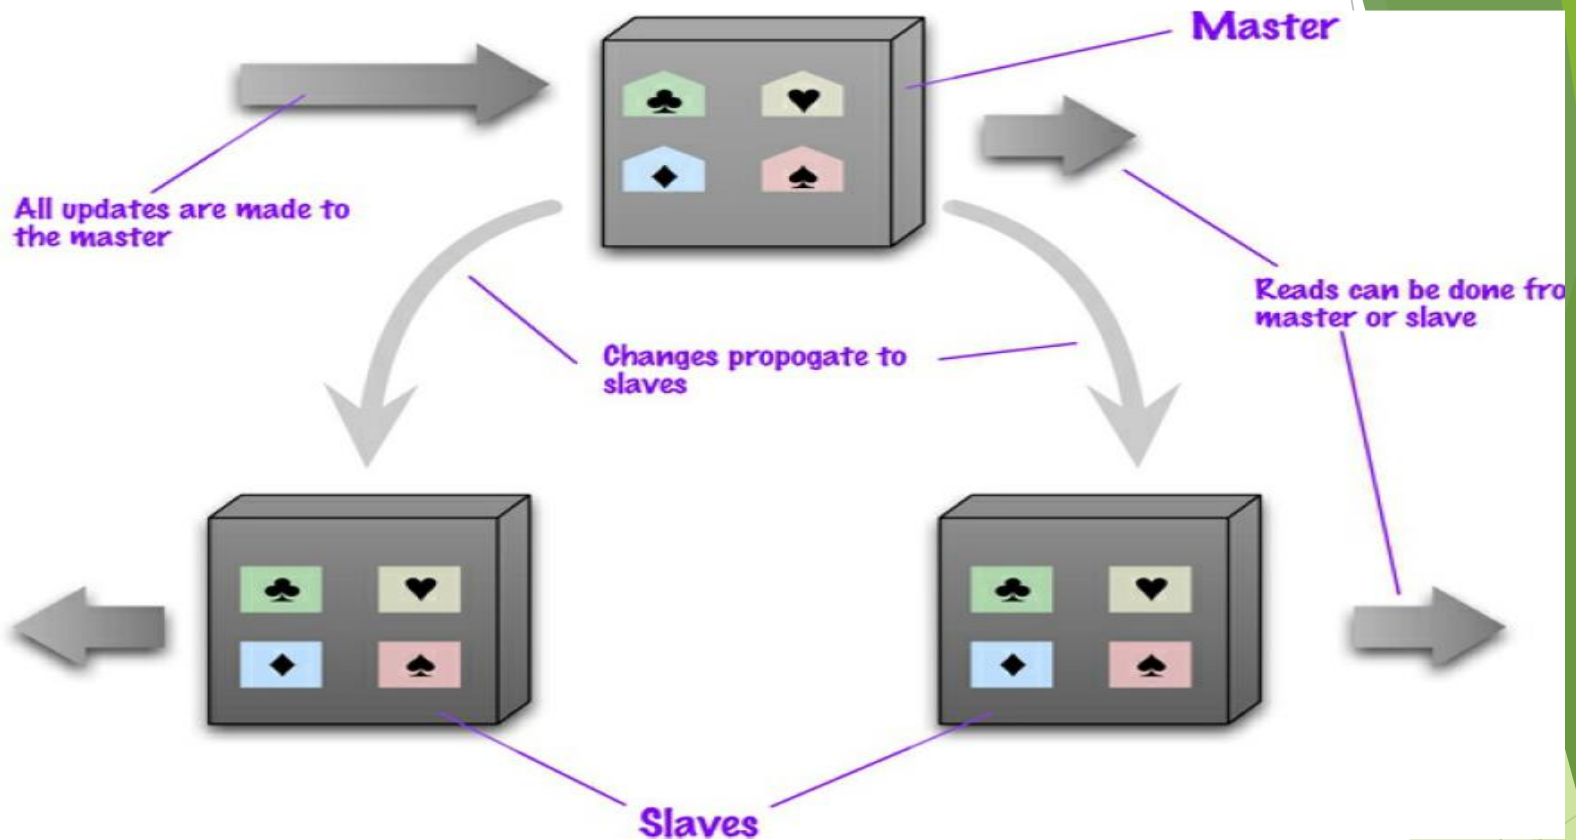 Master
All updates are made to
the master
Reads can be done fro
master or slave
Changes propogate to
slaves
Slaves